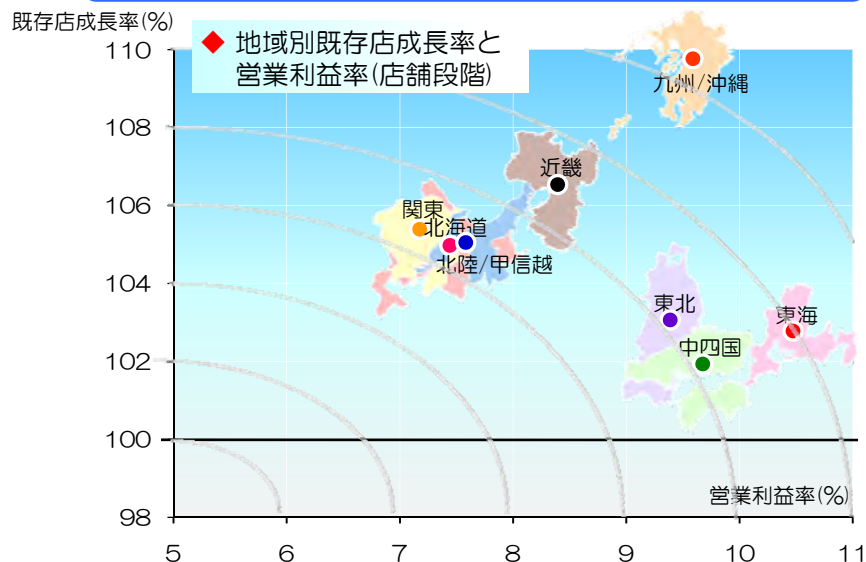 既存店成長率(%)
◆ 地域別既存店成長率と
営業利益率(店舗段階)
110
108
106
104
102
100
98
九州/沖縄
近畿
関東
北海道
北陸/甲信越
東北
東海
中四国
営業利益率(%)
5 6 7 8 9 10 11